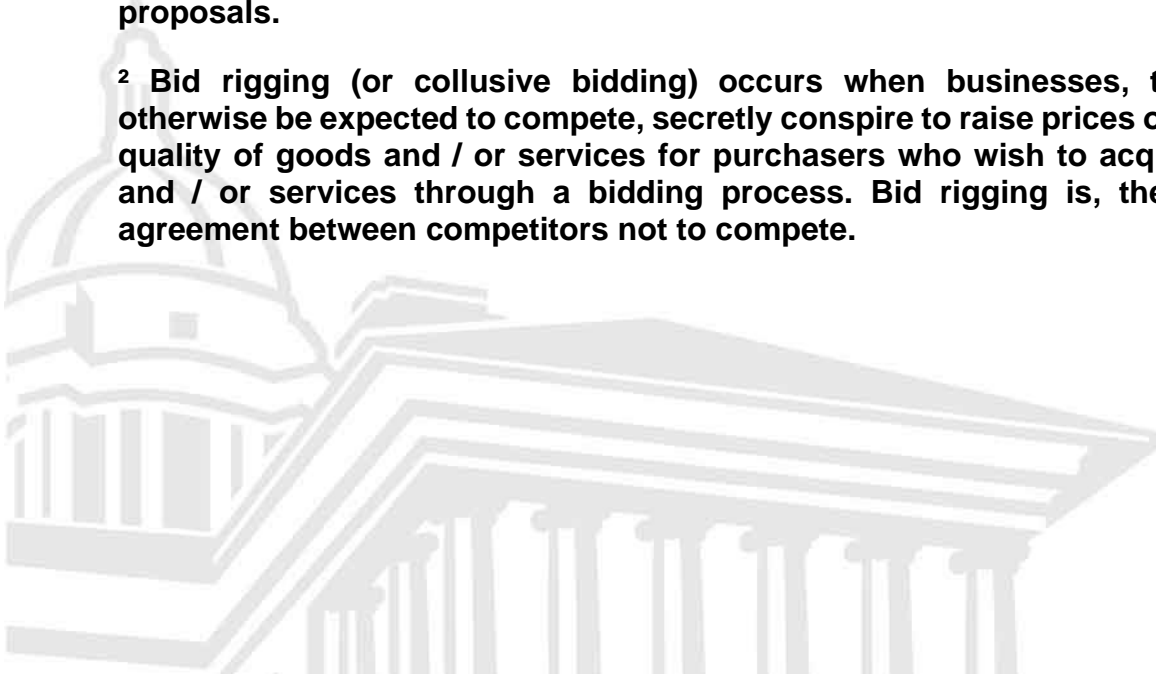 proposals.
² Bid rigging (or collusive bidding) occurs when businesses,
otherwise be expected to compete, secretly conspire to raise prices
quality of goods and / or services for purchasers who wish to
and / or services through a bidding process. Bid rigging is,
agreement between competitors not to compete.